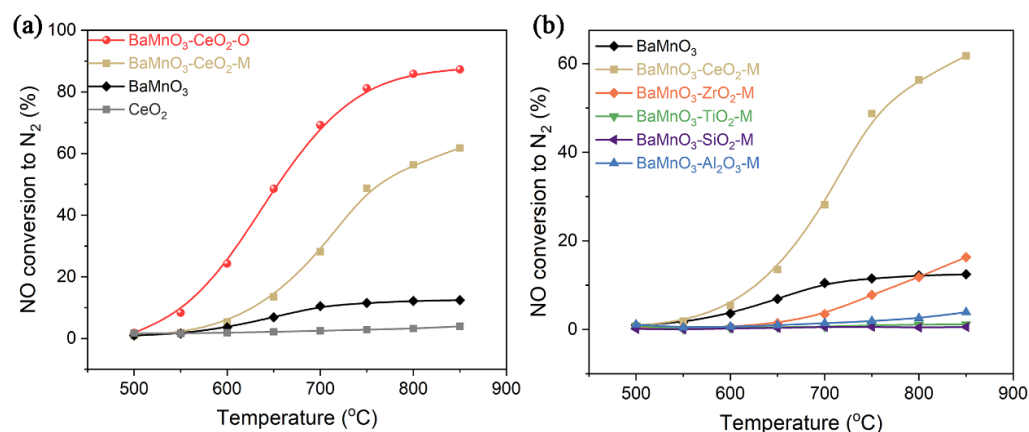 (a)
BaMnO₃-CeO₂-O
BaMnO₃-CeO₂-M
BaMnO₃
CeO₂
NO conversion to N₂ (%)
100
80
60
40
20
0
500
600
700
800
900
Temperature (°C)
(b)
BaMnO₃
BaMnO₃-CeO₂-M
BaMnO₃-ZrO₂-M
BaMnO₃-TiO₂-M
BaMnO₃-SiO₂-M
BaMnO₃-Al₂O₃-M
NO conversion to N₂ (%)
60
40
20
0
500
600
700
800
900
Temperature (°C)